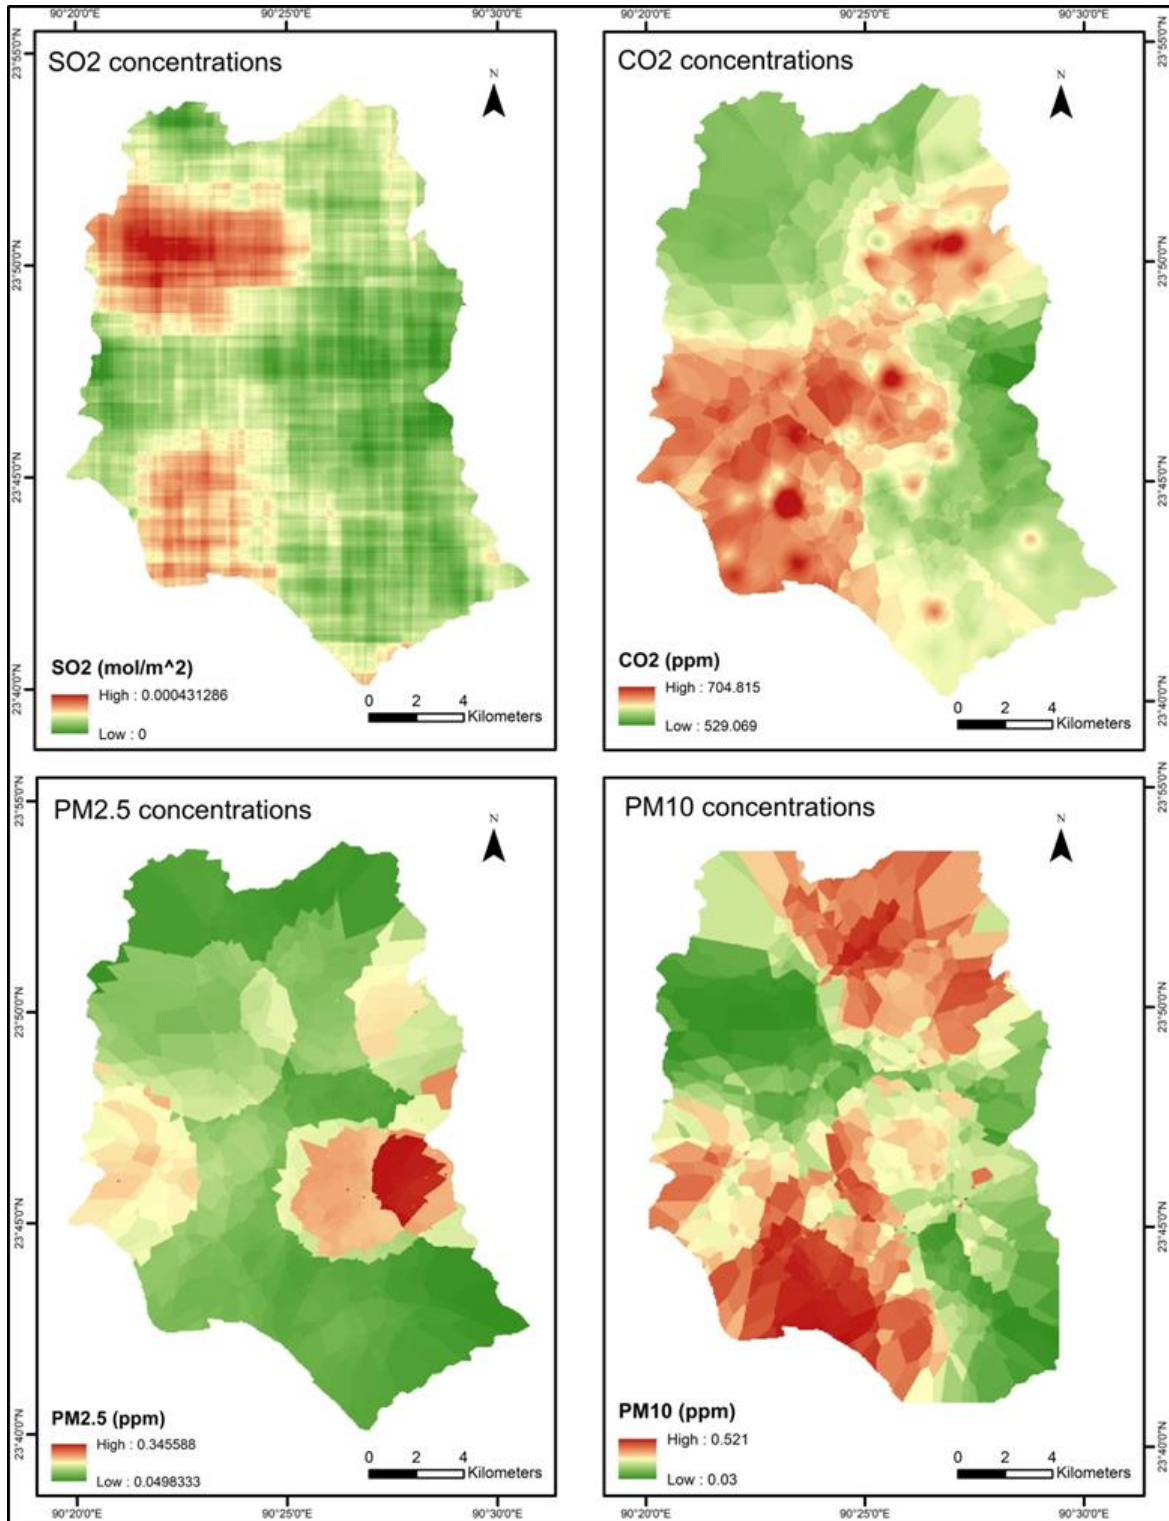 90°20'0"E 90°25'0"E 90°30'0"E 90°20'0"E 90°25'0"E 90°30'0"E
SO2 concentrations
N
23°55'0"N
23°50'0"N
23°45'0"N
23°40'0"N
SO2 (mol/m^2)
High : 0.000431286
Low : 0
0 2 4
Kilometers
CO2 concentrations
N
23°55'0"N
23°50'0"N
23°45'0"N
23°40'0"N
CO2 (ppm)
High : 704.815
Low : 529.069
0 2 4
Kilometers
PM2.5 concentrations
N
23°55'0"N
23°50'0"N
23°45'0"N
23°40'0"N
PM2.5 (ppm)
High : 0.345588
Low : 0.0498333
0 2 4
Kilometers
PM10 concentrations
N
23°55'0"N
23°50'0"N
23°45'0"N
23°40'0"N
PM10 (ppm)
High : 0.521
Low : 0.03
0 2 4
Kilometers
90°20'0"E 90°25'0"E 90°30'0"E 90°20'0"E 90°25'0"E 90°30'0"E